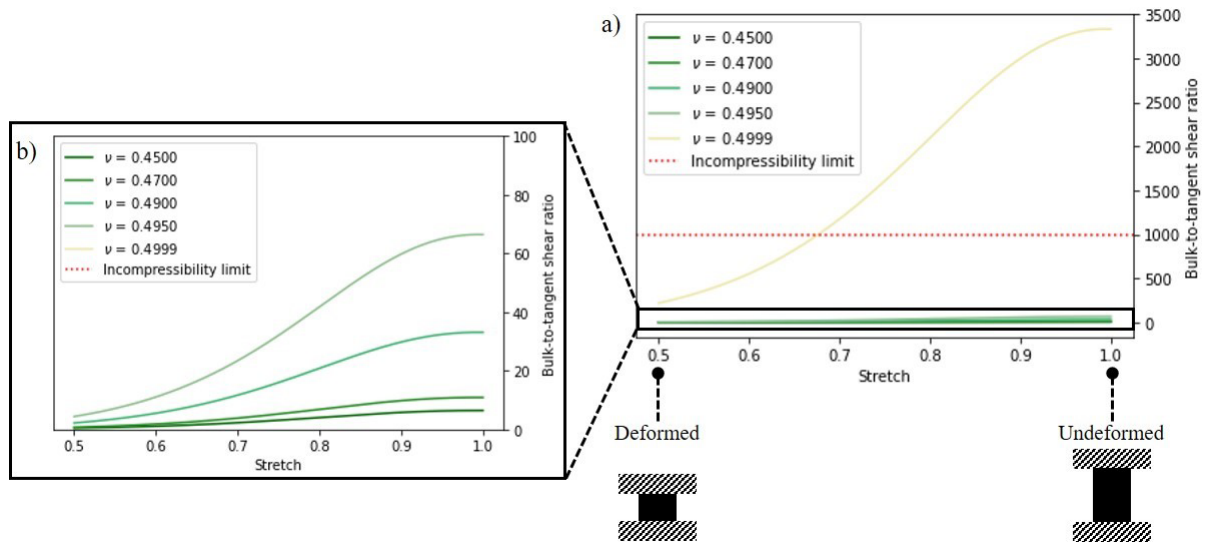 a)
ν = 0.4500
ν = 0.4700
ν = 0.4900
ν = 0.4950
ν = 0.4999
Incompressibility limit
3500
3000
2500
2000
1500
1000
500
0
Bulk-to-tangent shear ratio
0.5 0.6 0.7 0.8 0.9 1.0
Stretch
b)
ν = 0.4500
ν = 0.4700
ν = 0.4900
ν = 0.4950
ν = 0.4999
Incompressibility limit
100
80
60
40
20
0
Bulk-to-tangent shear ratio
0.5 0.6 0.7 0.8 0.9 1.0
Stretch
Deformed
Undeformed